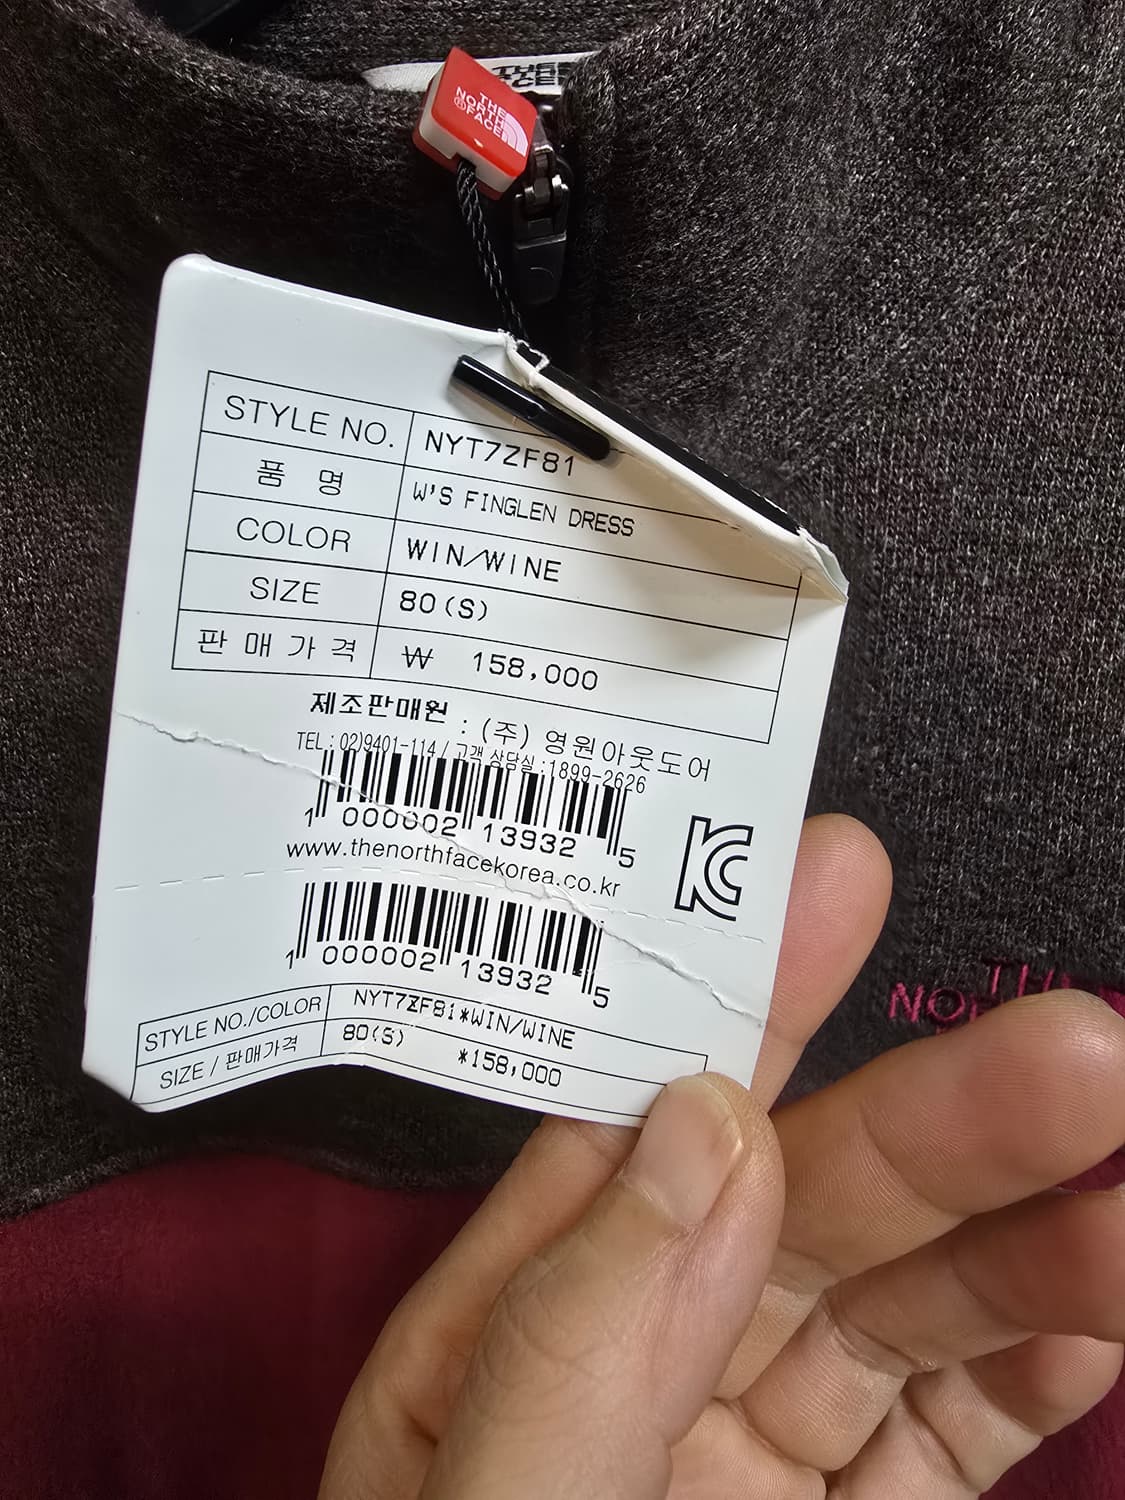 THE
NORTH
FACE
STYLE NO. NYT7ZF81
품 명 W'S FINGLEN DRESS
COLOR WIN/WINE
SIZE 80(S)
판 매 가 격 ₩ 158,000
제조판매원 : (주) 영원아웃도어
TEL : 02)9401-114 / 고객 상담실 :1899-2626
1 000002 13932 5
www.thenorthfacekorea.co.kr
1 000002 13932 5
STYLE NO./COLOR NYT7ZF81*WIN/WINE
SIZE / 판매가격 80(S) *158,000